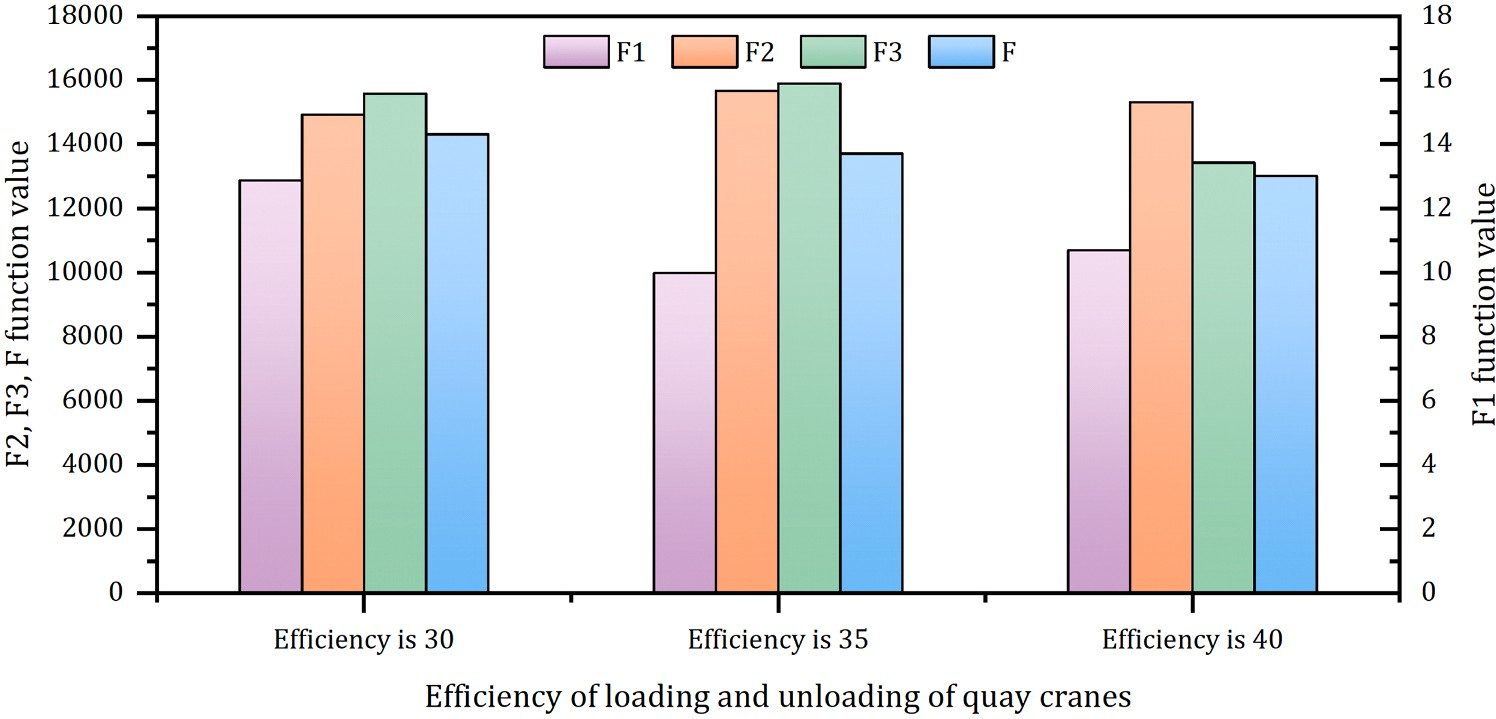 F1 F2 F3 F
F2, F3, F function value
18000
16000
14000
12000
10000
8000
6000
4000
2000
0
18
16
14
12
10
8
6
4
2
0
F1 function value
Efficiency is 30
Efficiency is 35
Efficiency is 40
Efficiency of loading and unloading of quay cranes